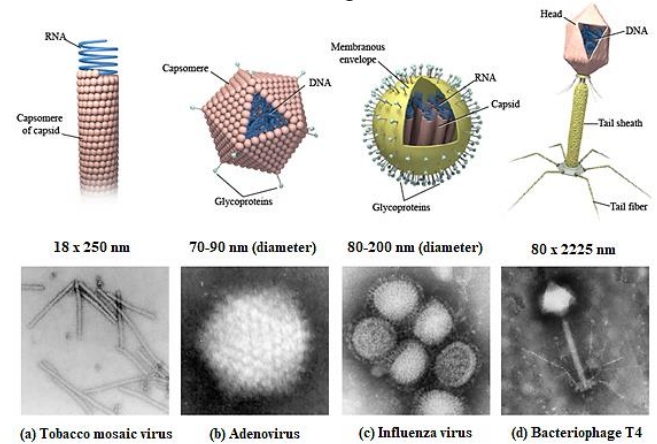 RNA
Capsomere
of capsid
Capsomere
DNA
Glycoproteins
Membranous
envelope
RNA
Capsid
Glycoproteins
Head
DNA
Tail sheath
Tail fiber
18 x 250 nm
70-90 nm (diameter)
80-200 nm (diameter)
80 x 2225 nm
(a) Tobacco mosaic virus
(b) Adenovirus
(c) Influenza virus
(d) Bacteriophage T4